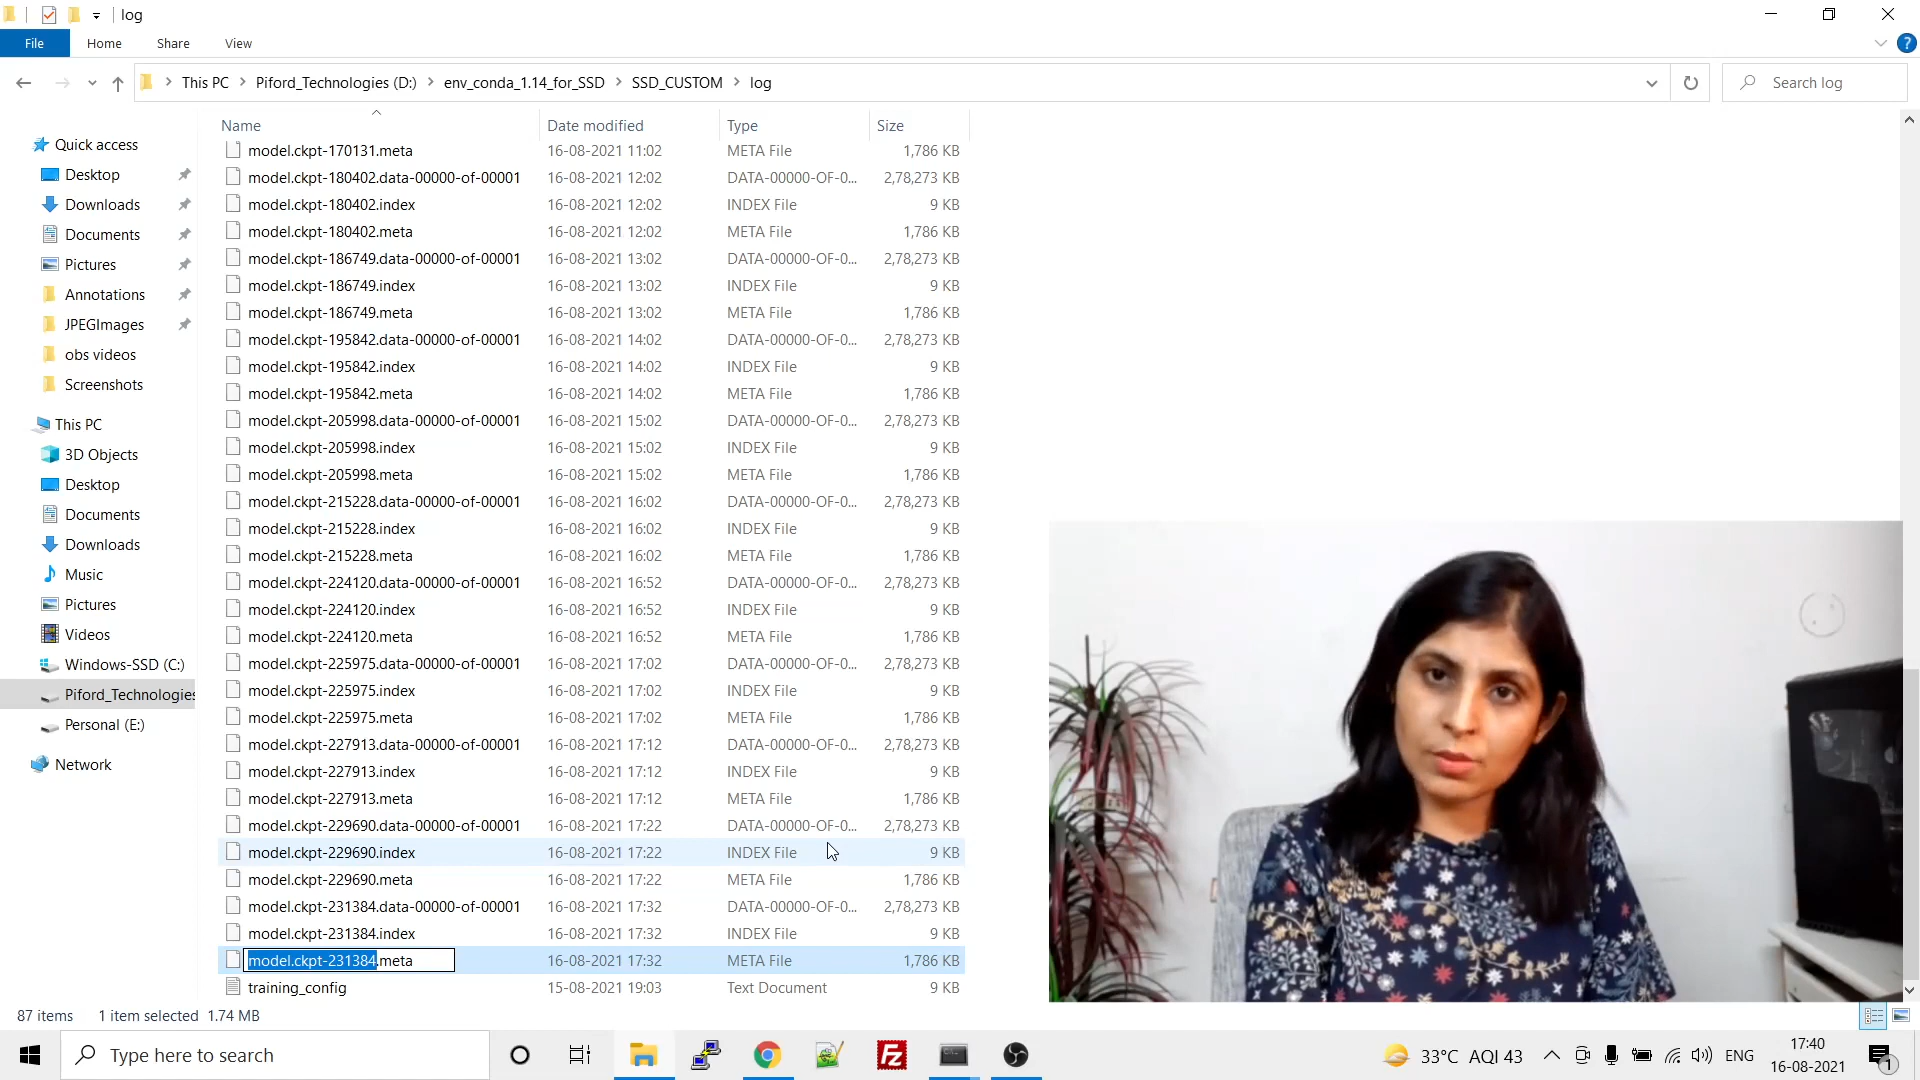 log
File Home Share View
This PC Piford_Technologies (D:) env_conda_1.14_for_SSD SSD_CUSTOM log Search log
Name Date modified Type Size
Quick access
Desktop
Downloads
Documents
Pictures
Annotations
JPEGImages
obs videos
Screenshots
This PC
3D Objects
Desktop
Documents
Downloads
Music
Pictures
Videos
Windows-SSD (C:)
Piford_Technologies
Personal (E:)
Network
model.ckpt-170131.meta 16-08-2021 11:02 META File 1,786 KB
model.ckpt-180402.data-00000-of-00001 16-08-2021 12:02 DATA-00000-OF-0... 2,78,273 KB
model.ckpt-180402.index 16-08-2021 12:02 INDEX File 9 KB
model.ckpt-180402.meta 16-08-2021 12:02 META File 1,786 KB
model.ckpt-186749.data-00000-of-00001 16-08-2021 13:02 DATA-00000-OF-0... 2,78,273 KB
model.ckpt-186749.index 16-08-2021 13:02 INDEX File 9 KB
model.ckpt-186749.meta 16-08-2021 13:02 META File 1,786 KB
model.ckpt-195842.data-00000-of-00001 16-08-2021 14:02 DATA-00000-OF-0... 2,78,273 KB
model.ckpt-195842.index 16-08-2021 14:02 INDEX File 9 KB
model.ckpt-195842.meta 16-08-2021 14:02 META File 1,786 KB
model.ckpt-205998.data-00000-of-00001 16-08-2021 15:02 DATA-00000-OF-0... 2,78,273 KB
model.ckpt-205998.index 16-08-2021 15:02 INDEX File 9 KB
model.ckpt-205998.meta 16-08-2021 15:02 META File 1,786 KB
model.ckpt-215228.data-00000-of-00001 16-08-2021 16:02 DATA-00000-OF-0... 2,78,273 KB
model.ckpt-215228.index 16-08-2021 16:02 INDEX File 9 KB
model.ckpt-215228.meta 16-08-2021 16:02 META File 1,786 KB
model.ckpt-224120.data-00000-of-00001 16-08-2021 16:52 DATA-00000-OF-0... 2,78,273 KB
model.ckpt-224120.index 16-08-2021 16:52 INDEX File 9 KB
model.ckpt-224120.meta 16-08-2021 16:52 META File 1,786 KB
model.ckpt-225975.data-00000-of-00001 16-08-2021 17:02 DATA-00000-OF-0... 2,78,273 KB
model.ckpt-225975.index 16-08-2021 17:02 INDEX File 9 KB
model.ckpt-225975.meta 16-08-2021 17:02 META File 1,786 KB
model.ckpt-227913.data-00000-of-00001 16-08-2021 17:12 DATA-00000-OF-0... 2,78,273 KB
model.ckpt-227913.index 16-08-2021 17:12 INDEX File 9 KB
model.ckpt-227913.meta 16-08-2021 17:12 META File 1,786 KB
model.ckpt-229690.data-00000-of-00001 16-08-2021 17:22 DATA-00000-OF-0... 2,78,273 KB
model.ckpt-229690.index 16-08-2021 17:22 INDEX File 9 KB
model.ckpt-229690.meta 16-08-2021 17:22 META File 1,786 KB
model.ckpt-231384.data-00000-of-00001 16-08-2021 17:32 DATA-00000-OF-0... 2,78,273 KB
model.ckpt-231384.index 16-08-2021 17:32 INDEX File 9 KB
model.ckpt-231384.meta 16-08-2021 17:32 META File 1,786 KB
training_config 15-08-2021 19:03 Text Document 9 KB
87 items 1 item selected 1.74 MB
Type here to search
33°C AQI 43 ENG
17:40
16-08-2021
1